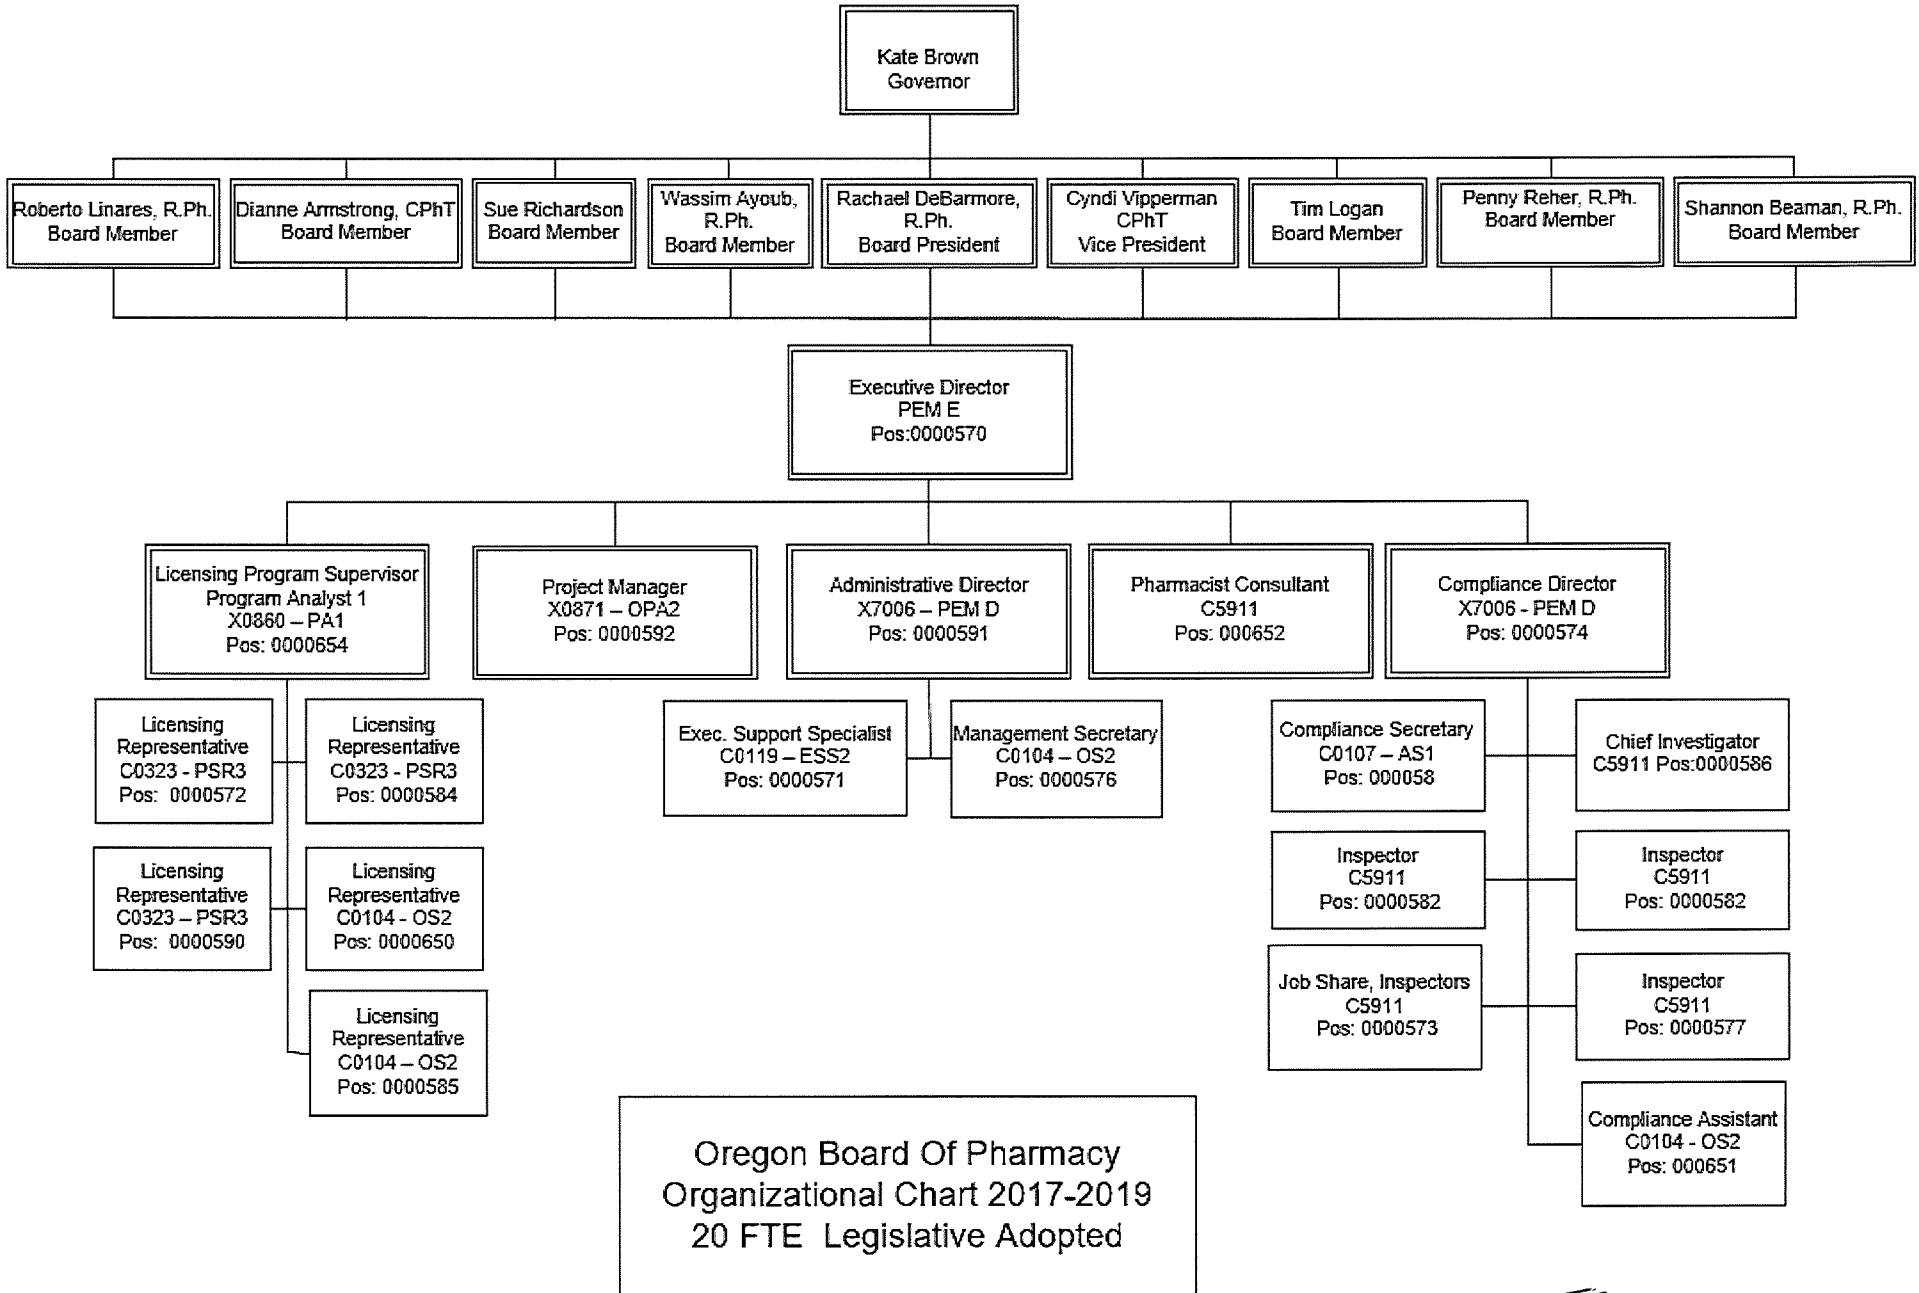 Kate Brown
Governor
Roberto Linares, R.Ph.
Board Member
Dianne Armstrong, CPhT
Board Member
Sue Richardson
Board Member
Wassim Ayoub,
R.Ph.
Board Member
Rachael DeBarmore,
R.Ph.
Board President
Cyndi Vipperman
CPhT
Vice President
Tim Logan
Board Member
Penny Reher, R.Ph.
Board Member
Shannon Beaman, R.Ph.
Board Member
Executive Director
PEM E
Pos:0000570
Licensing Program Supervisor
Program Analyst 1
X0860 – PA1
Pos: 0000654
Project Manager
X0871 – OPA2
Pos: 0000592
Administrative Director
X7006 – PEM D
Pos: 0000591
Pharmacist Consultant
C5911
Pos: 000652
Compliance Director
X7006 - PEM D
Pos: 0000574
Licensing
Representative
C0323 - PSR3
Pos: 0000572
Licensing
Representative
C0323 - PSR3
Pos: 0000584
Licensing
Representative
C0323 – PSR3
Pos: 0000590
Licensing
Representative
C0104 - OS2
Pos: 0000650
Licensing
Representative
C0104 – OS2
Pos: 0000585
Exec. Support Specialist
C0119 – ESS2
Pos: 0000571
Management Secretary
C0104 – OS2
Pos: 0000576
Compliance Secretary
C0107 – AS1
Pos: 000058
Chief Investigator
C5911 Pos:0000586
Inspector
C5911
Pos: 0000582
Inspector
C5911
Pos: 0000582
Job Share, Inspectors
C5911
Pos: 0000573
Inspector
C5911
Pos: 0000577
Compliance Assistant
C0104 - OS2
Pos: 000651
Oregon Board Of Pharmacy
Organizational Chart 2017-2019
20 FTE Legislative Adopted